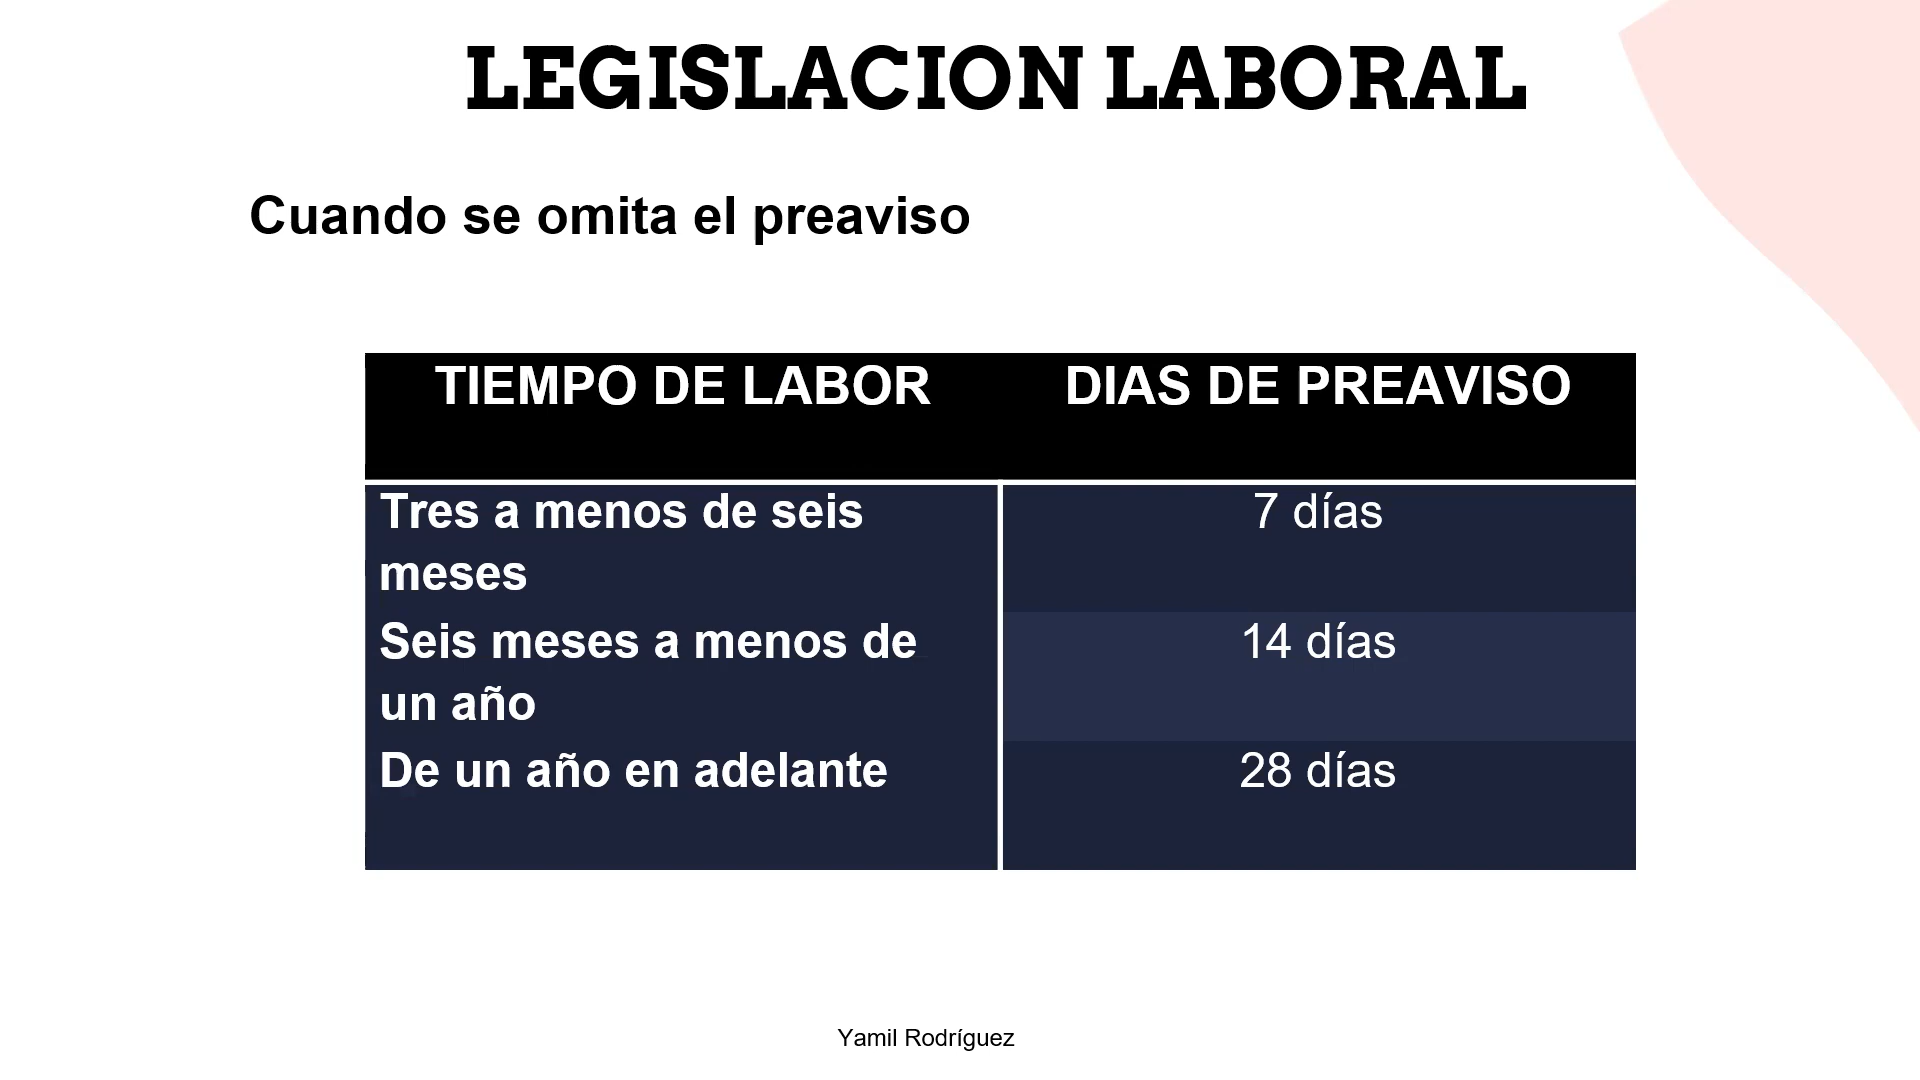 LEGISLACION LABORAL
Cuando se omita el preaviso
TIEMPO DE LABOR
DIAS DE PREAVISO
Tres a menos de seis
meses
7 días
Seis meses a menos de
un año
14 días
De un año en adelante
28 días
Yamil Rodríguez